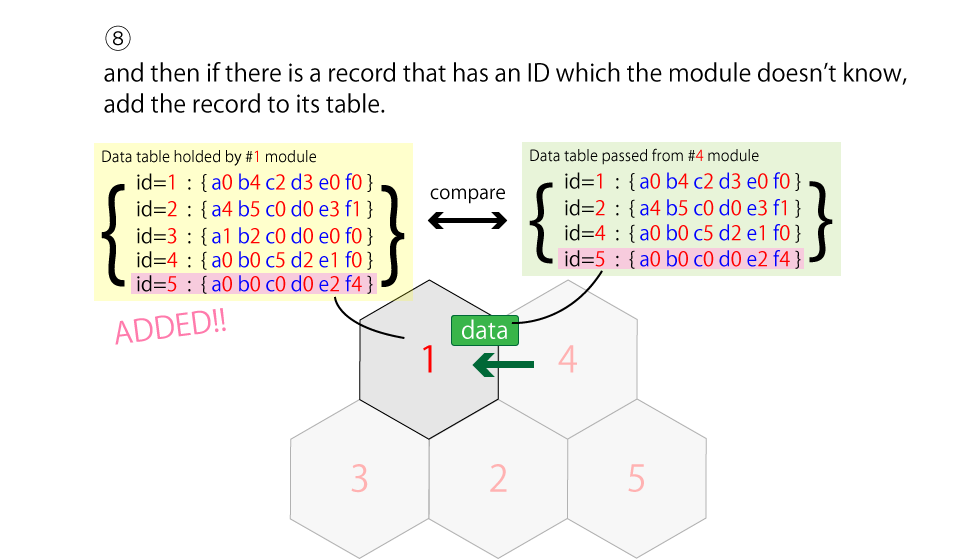 ⑧
and then if there is a record that has an ID which the module doesn’t know,
add the record to its table.
Data table holded by #1 module
id=1 : { a0 b4 c2 d3 e0 f0 }
id=2 : { a4 b5 c0 d0 e3 f1 }
id=3 : { a1 b2 c0 d0 e0 f0 }
id=4 : { a0 b0 c5 d2 e1 f0 }
id=5 : { a0 b0 c0 d0 e2 f4 }
ADDED!!
compare
Data table passed from #4 module
id=1 : { a0 b4 c2 d3 e0 f0 }
id=2 : { a4 b5 c0 d0 e3 f1 }
id=4 : { a0 b0 c5 d2 e1 f0 }
id=5 : { a0 b0 c0 d0 e2 f4 }
data
1
4
3
2
5